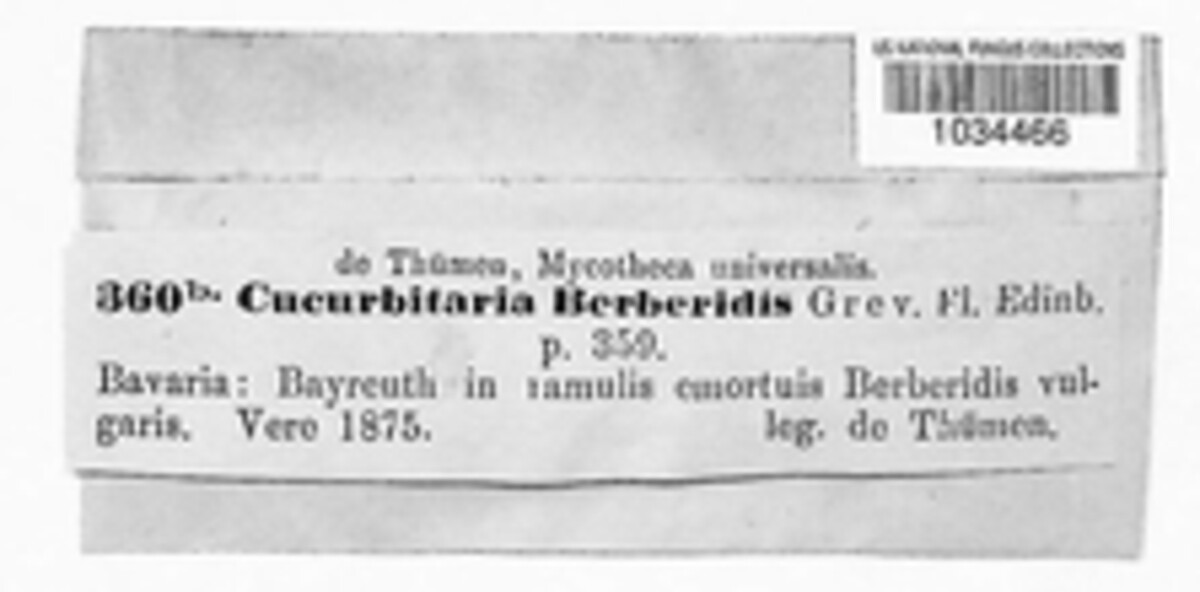 US NATIONAL FUNGUS COLLECTIONS
1034466
de Thümen, Mycotheca universalis.
360b. Cucurbitaria Berberidis Grev. Fl. Edinb.
p. 359.
Bavaria: Bayreuth in ramulis emortuis Berberidis vul-
garis. Vere 1875. leg. de Thümen.